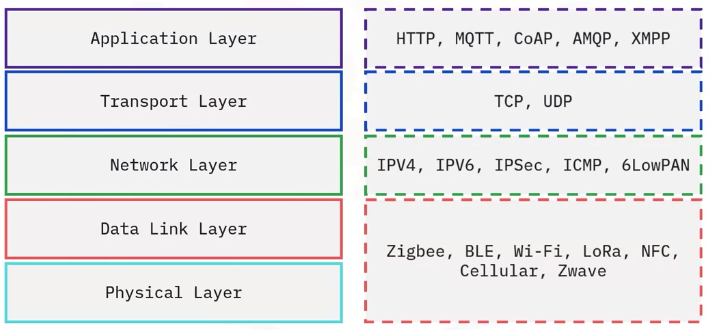 Application Layer
HTTP, MQTT, CoAP, AMQP, XMPP
Transport Layer
TCP, UDP
Network Layer
IPV4, IPV6, IPSec, ICMP, 6LowPAN
Data Link Layer
Zigbee, BLE, Wi-Fi, LoRa, NFC,
Cellular, Zwave
Physical Layer